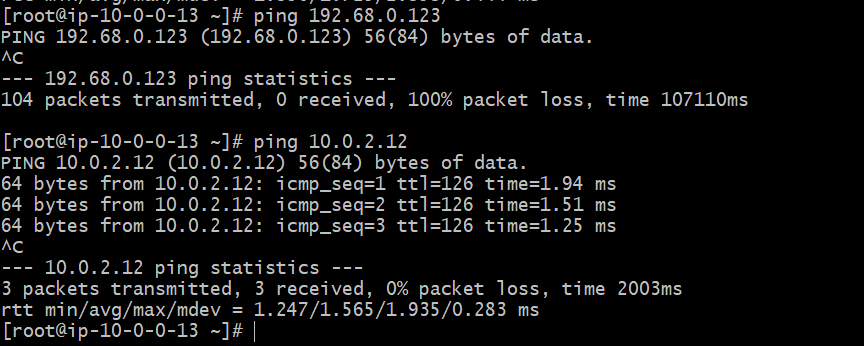 [root@ip-10-0-0-13 ~]# ping 192.68.0.123
PING 192.68.0.123 (192.68.0.123) 56(84) bytes of data.
^C
--- 192.68.0.123 ping statistics ---
104 packets transmitted, 0 received, 100% packet loss, time 107110ms
[root@ip-10-0-0-13 ~]# ping 10.0.2.12
PING 10.0.2.12 (10.0.2.12) 56(84) bytes of data.
64 bytes from 10.0.2.12: icmp_seq=1 ttl=126 time=1.94 ms
64 bytes from 10.0.2.12: icmp_seq=2 ttl=126 time=1.51 ms
64 bytes from 10.0.2.12: icmp_seq=3 ttl=126 time=1.25 ms
^C
--- 10.0.2.12 ping statistics ---
3 packets transmitted, 3 received, 0% packet loss, time 2003ms
rtt min/avg/max/mdev = 1.247/1.565/1.935/0.283 ms
[root@ip-10-0-0-13 ~]#